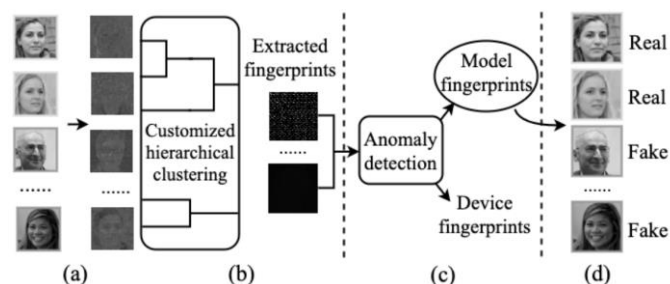 Extracted
fingerprints
Customized
hierarchical
clustering
......
......
......
Anomaly
detection
Model
fingerprints
Device
fingerprints
......
Real
Real
Fake
Fake
(a)
(b)
(c)
(d)